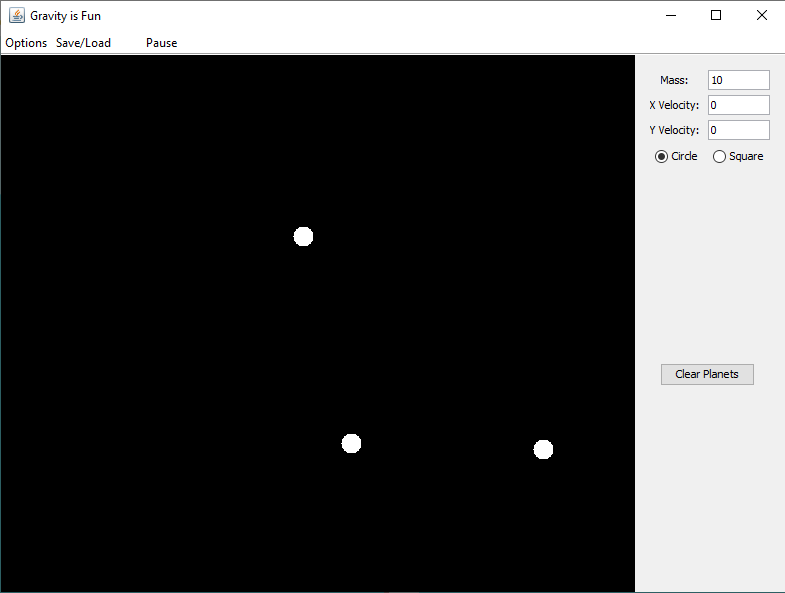 Gravity is Fun
Options Save/Load Pause
Mass: 10
X Velocity: 0
Y Velocity: 0
Circle Square
Clear Planets